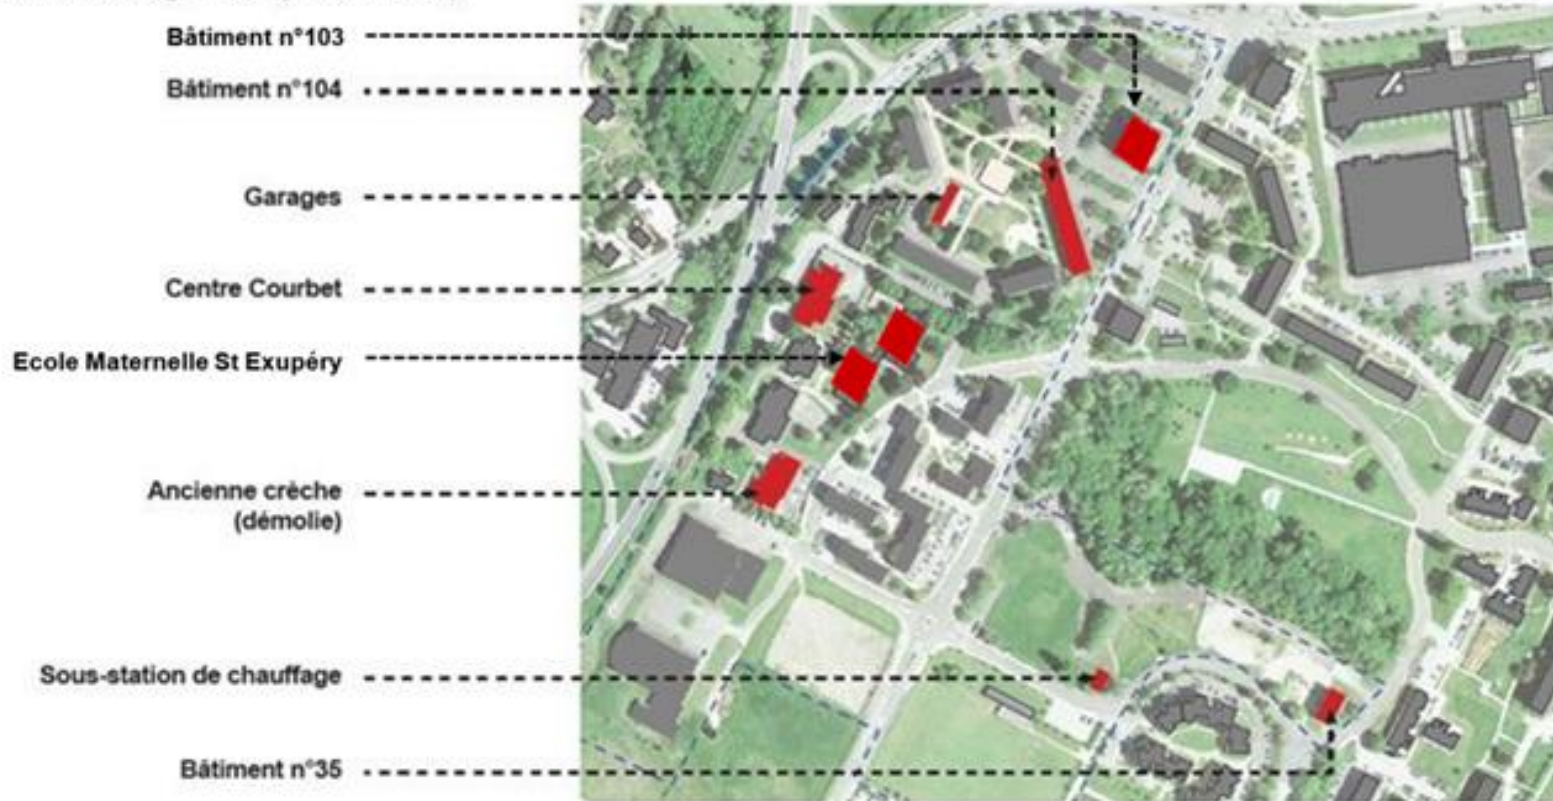 Bâtiment n°103
Bâtiment n°104
Garages
Centre Courbet
Ecole Maternelle St Exupéry
Ancienne crèche
(démolie)
Sous-station de chauffage
Bâtiment n°35